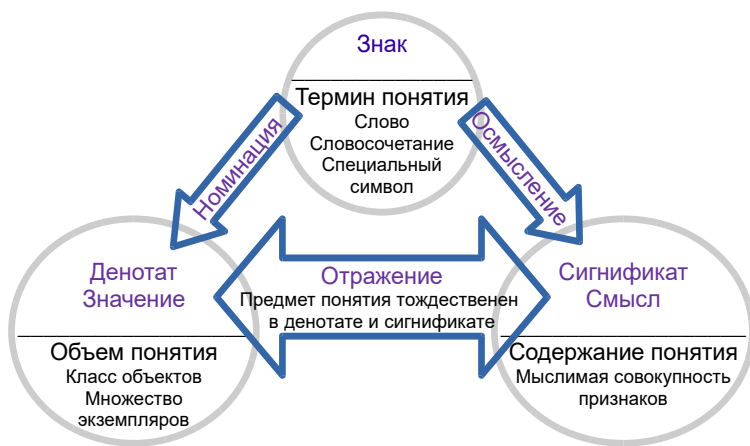 Знак
Термин понятия
Слово
Словосочетание
Специальный
символ
Номинация
Осмысление
Денотат
Значение
Объем понятия
Класс объектов
Множество
экземпляров
Отражение
Предмет понятия тождественен
в денотате и сигнификате
Сигнификат
Смысл
Содержание понятия
Мыслимая совокупность
признаков